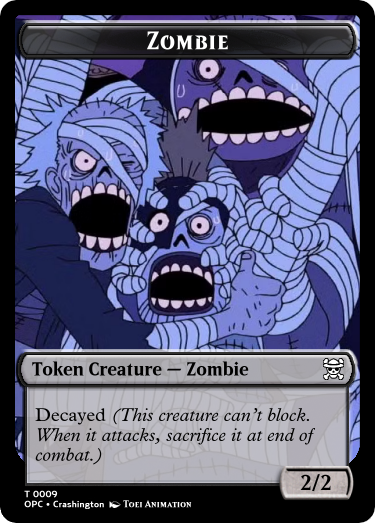 Zombie
Token Creature — Zombie
Decayed (This creature can't block.
When it attacks, sacrifice it at end of
combat.)
2/2
T 0009
OPC • Crashington Toei Animation